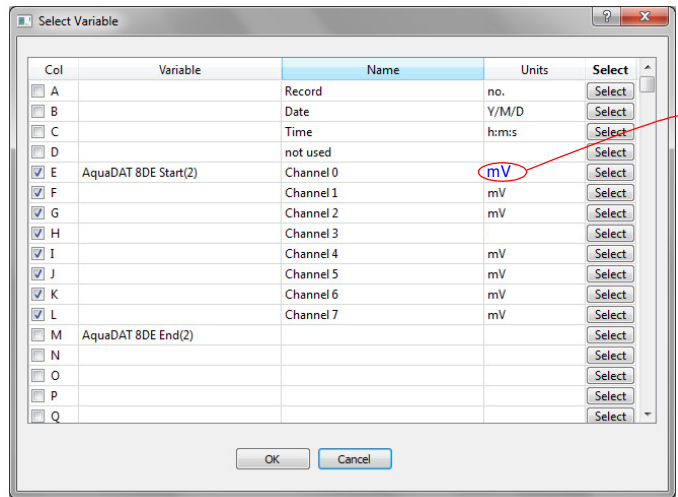 Select Variable
Col Variable Name Units Select
A Record no. Select
B Date Y/M/D Select
C Time h:m:s Select
D not used Select
E AquaDAT 8DE Start(2) Channel 0 mV Select
F Channel 1 mV Select
G Channel 2 mV Select
H Channel 3 Select
I Channel 4 mV Select
J Channel 5 mV Select
K Channel 6 mV Select
L Channel 7 mV Select
M AquaDAT 8DE End(2) Select
N Select
O Select
P Select
Q Select
OK Cancel